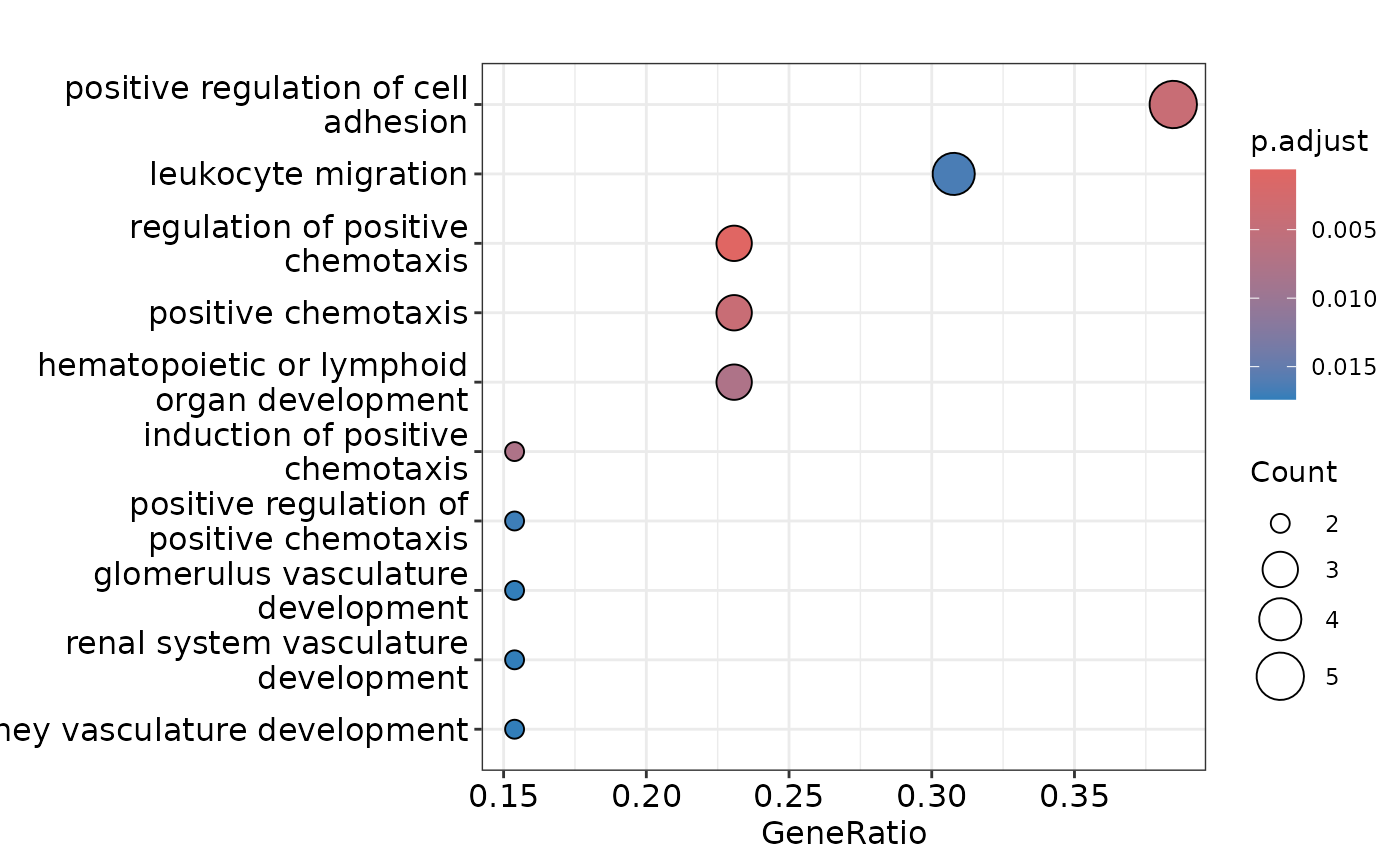 positive regulation of cell
adhesion
leukocyte migration
regulation of positive
chemotaxis
positive chemotaxis
hematopoietic or lymphoid
organ development
induction of positive
chemotaxis
positive regulation of
positive chemotaxis
glomerulus vasculature
development
renal system vasculature
development
vasculature development
0.15 0.20 0.25 0.30 0.35
GeneRatio
p.adjust
0.005
0.010
0.015
Count
2
3
4
5